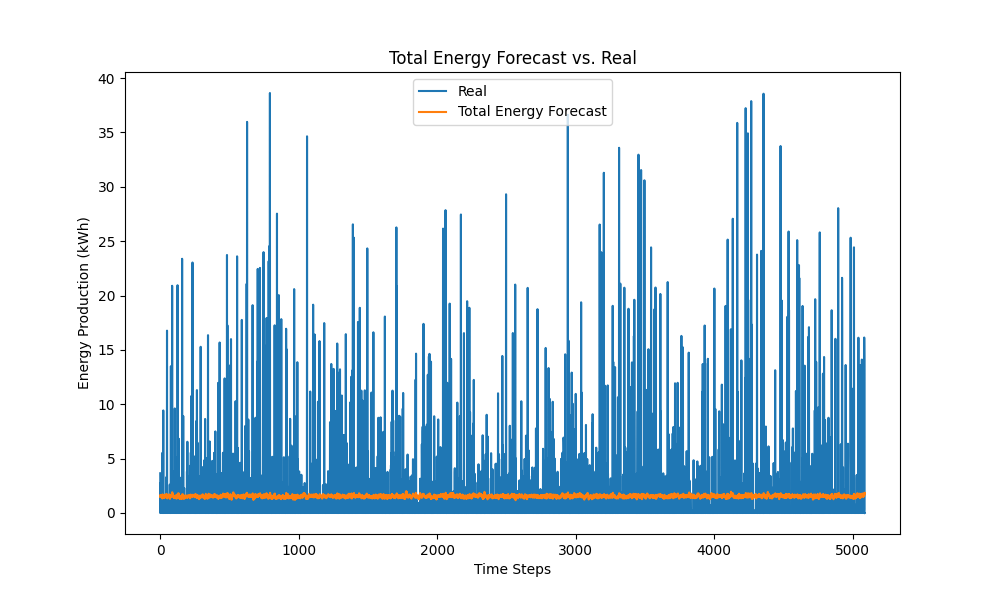 Total Energy Forecast vs. Real
Real
Total Energy Forecast
Energy Production (kWh)
40
35
30
25
20
15
10
5
0
0 1000 2000 3000 4000 5000
Time Steps